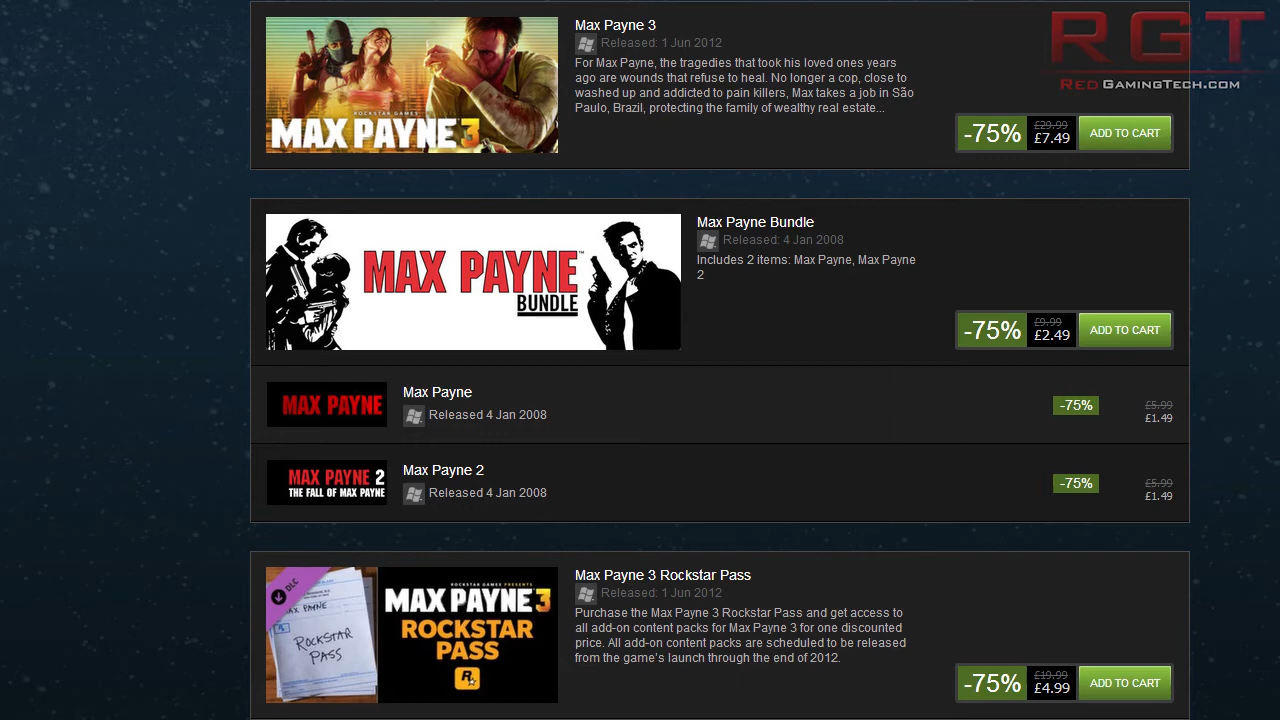 Max Payne 3
Released: 1 Jun 2012
For Max Payne, the tragedies that took his loved ones years
ago are wounds that refuse to heal. No longer a cop, close to
washed up and addicted to pain killers, Max takes a job in São
Paulo, Brazil, protecting the family of wealthy real estate...
ROCKSTAR GAMES
MAX PAYNE 3
-75%
£29.99
£7.49
ADD TO CART
RGT
RED GAMINGTECH.COM
Max Payne Bundle
Released: 4 Jan 2008
Includes 2 items: Max Payne, Max Payne
2
MAX PAYNE™
BUNDLE
-75%
£9.99
£2.49
ADD TO CART
MAX PAYNE
Max Payne
Released 4 Jan 2008
-75%
£5.99
£1.49
MAX PAYNE 2
THE FALL OF MAX PAYNE
Max Payne 2
Released 4 Jan 2008
-75%
£5.99
£1.49
DLC
MAX PAYNE
ROCKSTAR
PASS
ROCKSTAR GAMES PRESENTS
MAX PAYNE 3
ROCKSTAR
PASS
R
Max Payne 3 Rockstar Pass
Released: 1 Jun 2012
Purchase the Max Payne 3 Rockstar Pass and get access to
all add-on content packs for Max Payne 3 for one discounted
price. All add-on content packs are scheduled to be released
from the game's launch through the end of 2012.
-75%
£19.99
£4.99
ADD TO CART